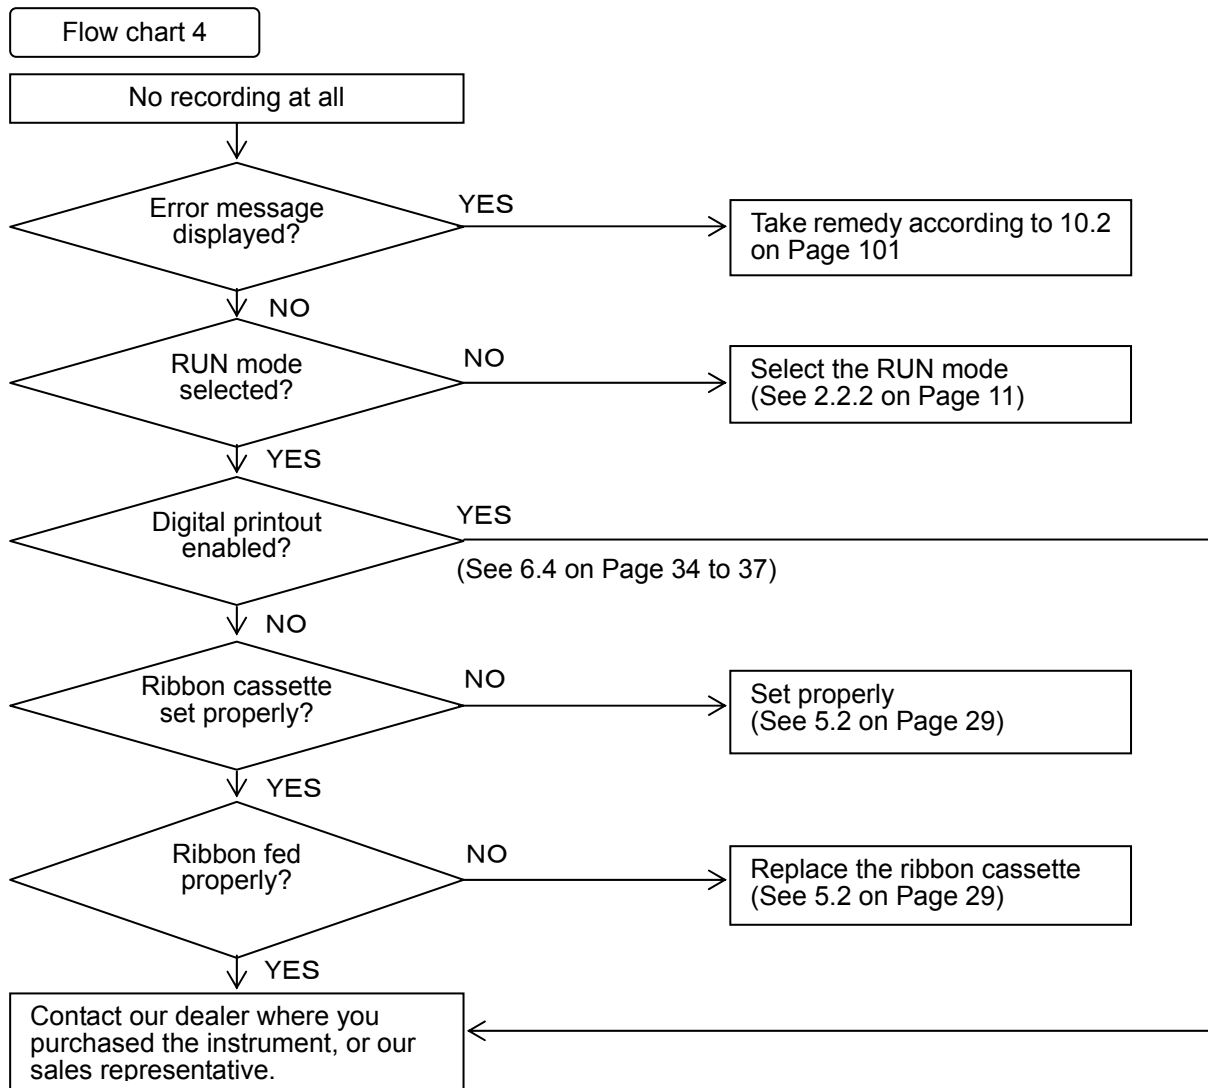 Flow chart 4
No recording at all
Error message
displayed?
YES
Take remedy according to 10.2
on Page 101
NO
RUN mode
selected?
NO
Select the RUN mode
(See 2.2.2 on Page 11)
YES
Digital printout
enabled?
YES
(See 6.4 on Page 34 to 37)
NO
Ribbon cassette
set properly?
NO
Set properly
(See 5.2 on Page 29)
YES
Ribbon fed
properly?
NO
Replace the ribbon cassette
(See 5.2 on Page 29)
YES
Contact our dealer where you
purchased the instrument, or our
sales representative.